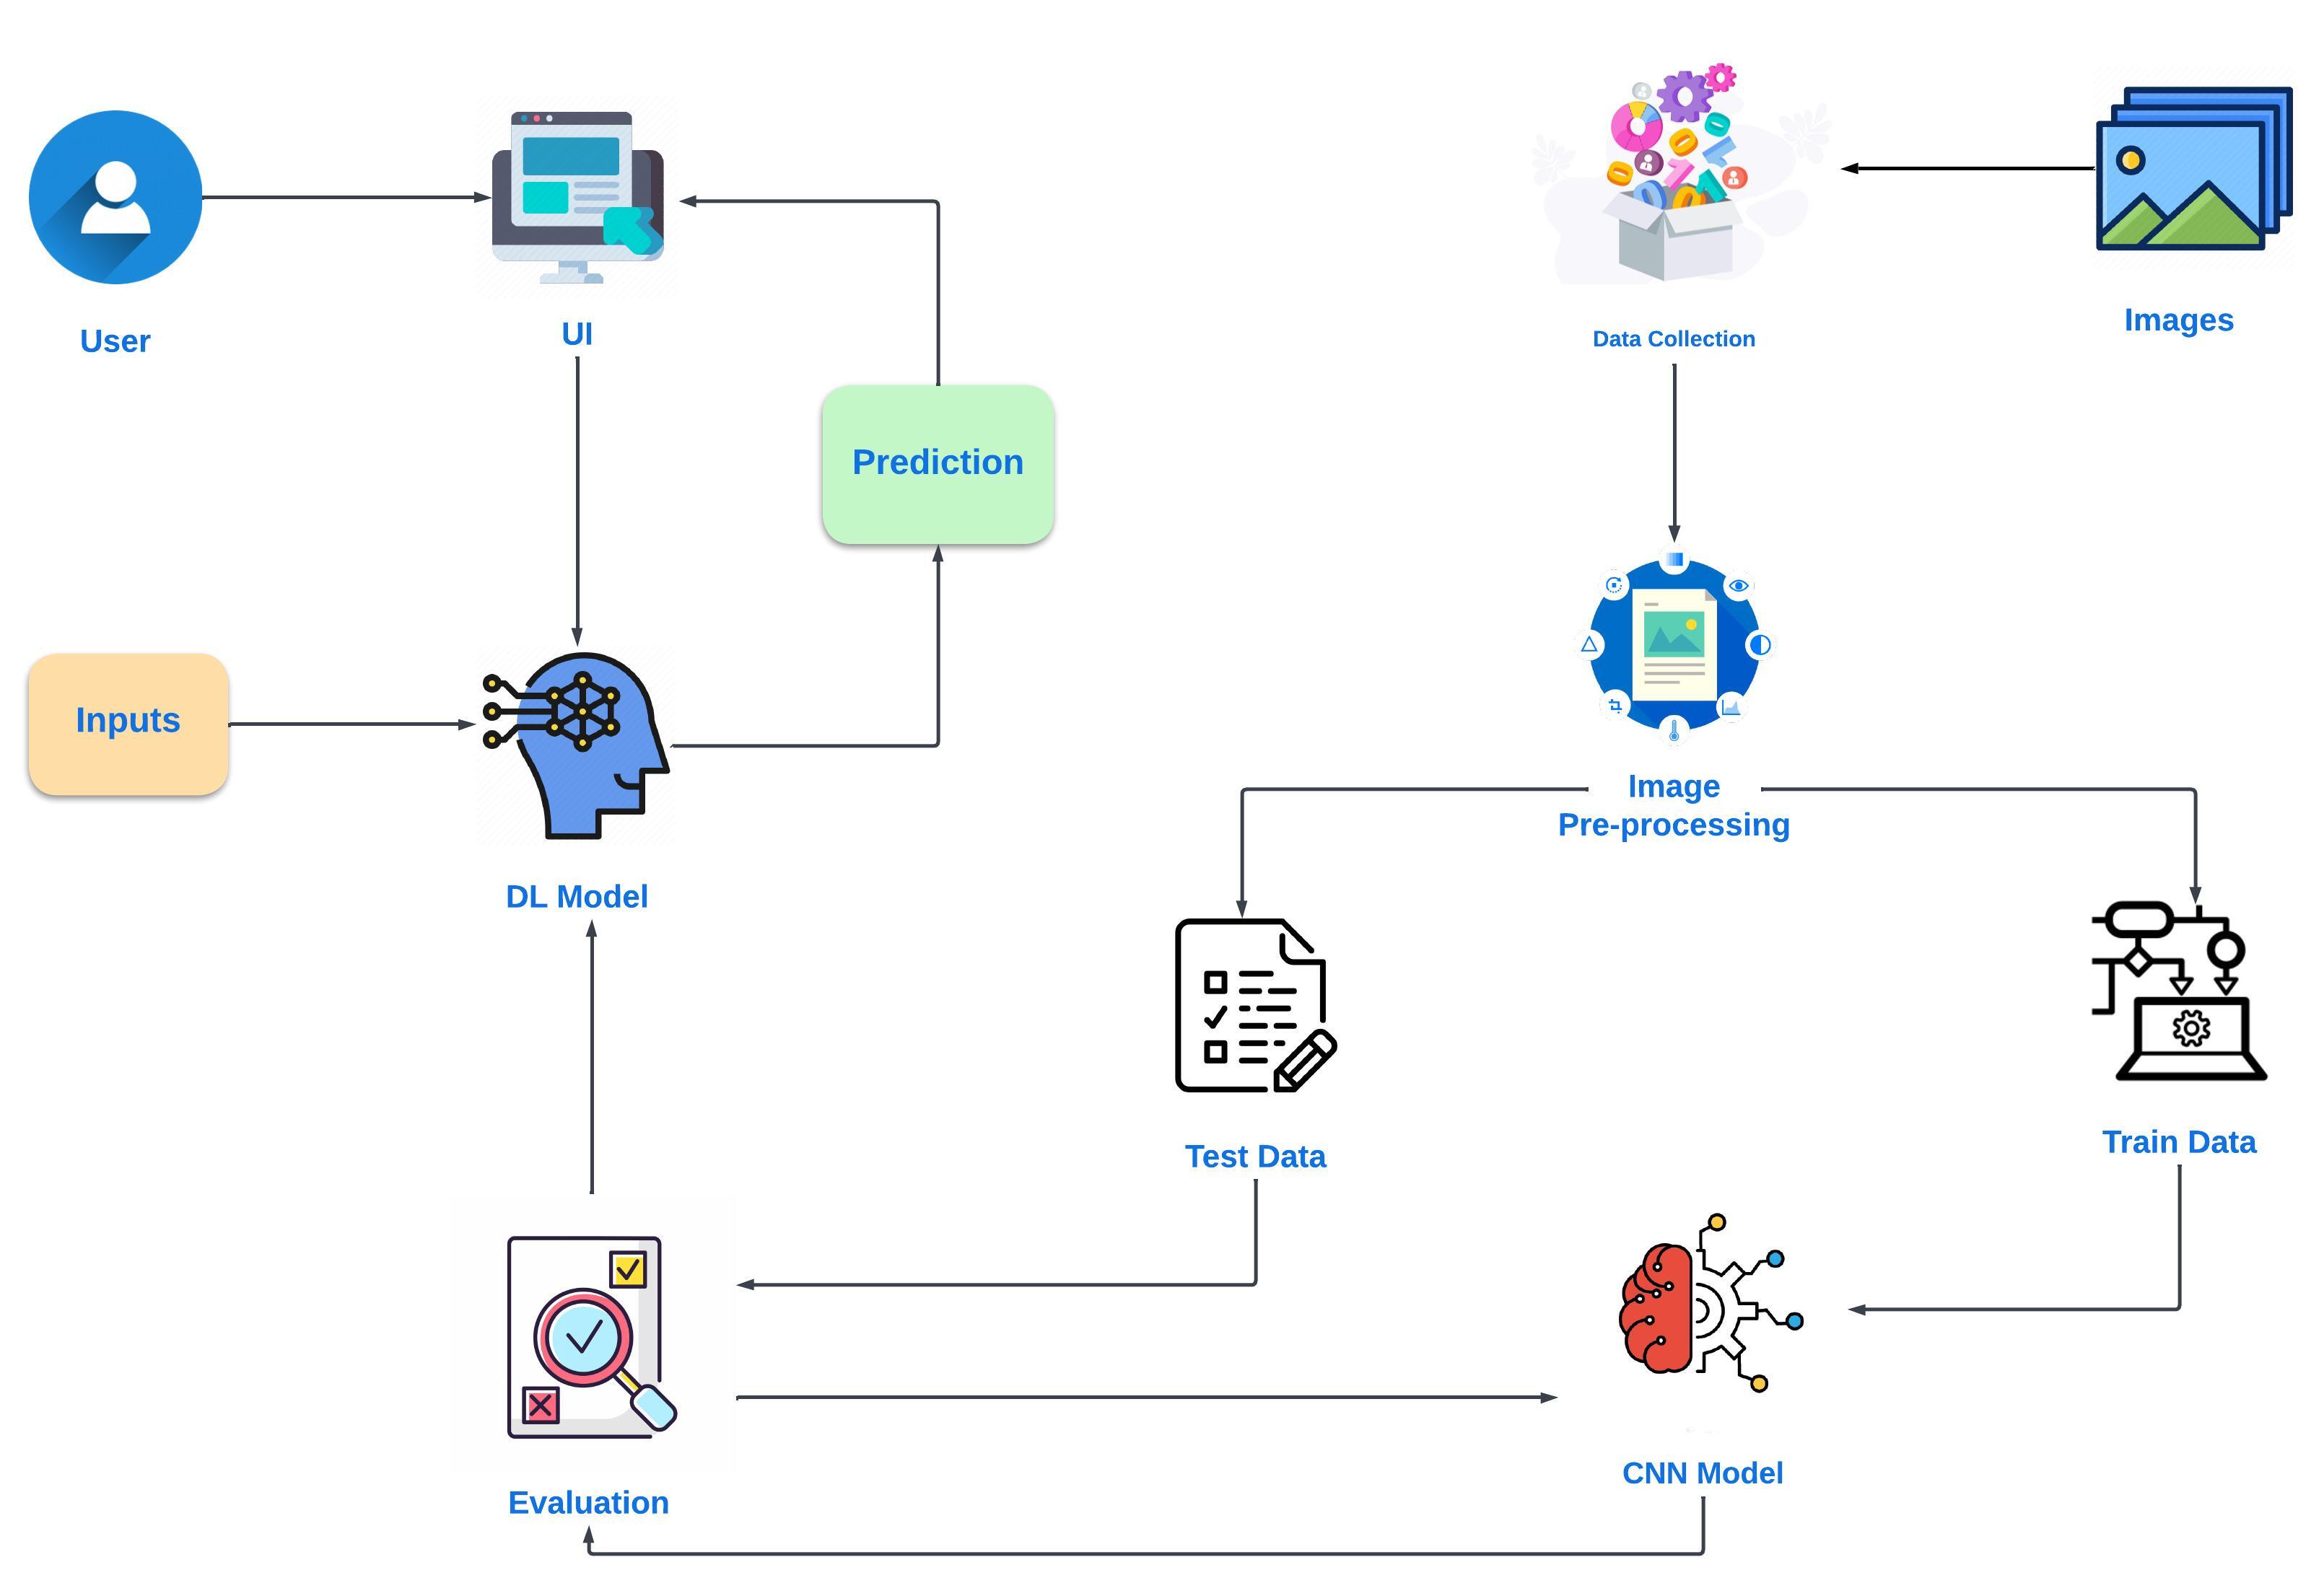 User
UI
Data Collection
Images
Prediction
Inputs
DL Model
Image
Pre-processing
Test Data
Train Data
Evaluation
CNN Model